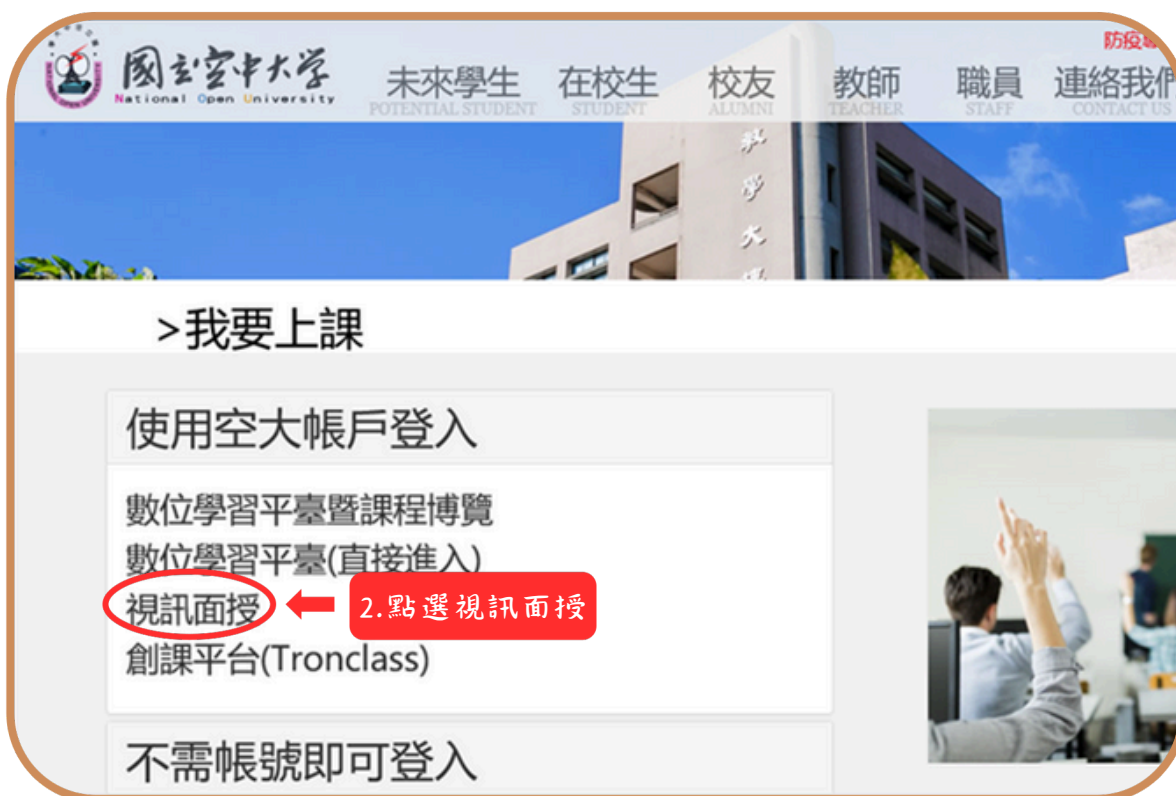 防疫
國立空中大学
National Open University
未來學生 在校生 校友 教師 職員 連絡我們
POTENTIAL STUDENT STUDENT ALUMNI TEACHER STAFF CONTACT US
教
學
大
樓
>我要上課
使用空大帳戶登入
數位學習平臺暨課程博覽
數位學習平臺(直接進入)
視訊面授
2.點選視訊面授
創課平台(Tronclass)
不需帳號即可登入